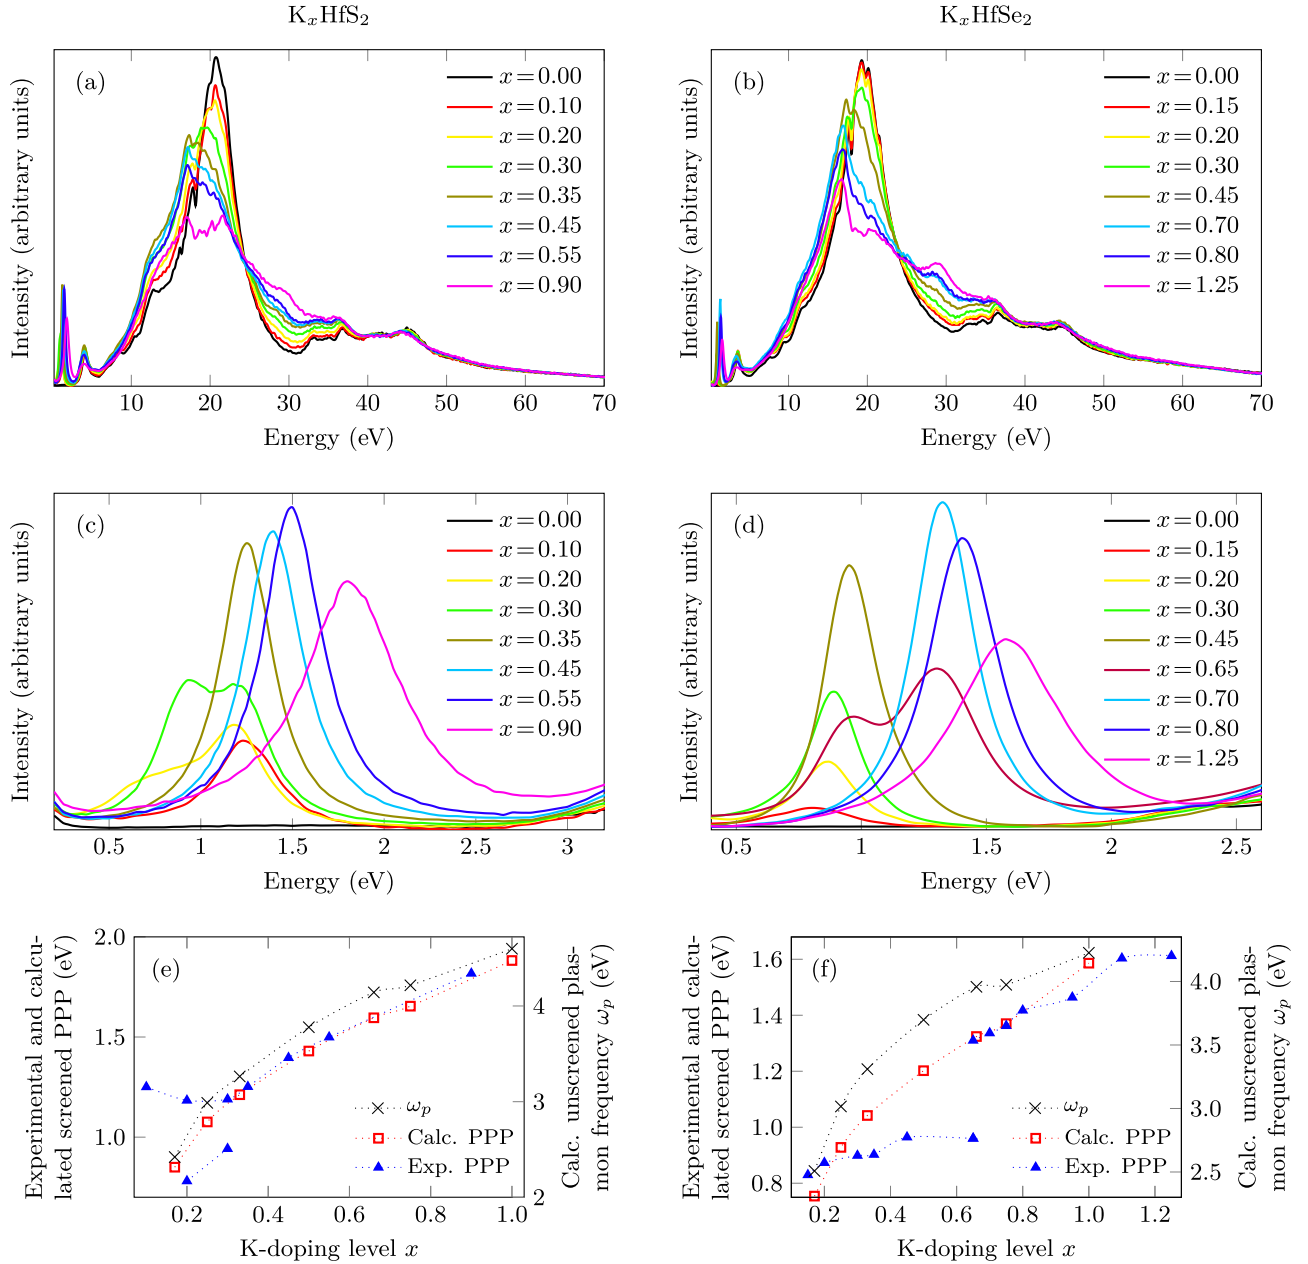 KₓHfS₂
KₓHfSe₂
(a)
x=0.00
x=0.10
x=0.20
x=0.30
x=0.35
x=0.45
x=0.55
x=0.90
Intensity (arbitrary units)
10 20 30 40 50 60 70
Energy (eV)
(b)
x=0.00
x=0.15
x=0.20
x=0.30
x=0.45
x=0.70
x=0.80
x=1.25
Intensity (arbitrary units)
10 20 30 40 50 60 70
Energy (eV)
(c)
x=0.00
x=0.10
x=0.20
x=0.30
x=0.35
x=0.45
x=0.55
x=0.90
Intensity (arbitrary units)
0.5 1 1.5 2 2.5 3
Energy (eV)
(d)
x=0.00
x=0.15
x=0.20
x=0.30
x=0.45
x=0.65
x=0.70
x=0.80
x=1.25
Intensity (arbitrary units)
0.5 1 1.5 2 2.5
Energy (eV)
(e)
Experimental and calcu-
lated screened PPP (eV)
2.0
1.5
1.0
ωₚ
Calc. PPP
Exp. PPP
4
3
2
Calc. unscreened plas-
mon frequency ωₚ (eV)
0.2 0.4 0.6 0.8 1.0
K-doping level x
(f)
Experimental and calcu-
lated screened PPP (eV)
1.6
1.4
1.2
1.0
0.8
ωₚ
Calc. PPP
Exp. PPP
4.0
3.5
3.0
2.5
Calc. unscreened plas-
mon frequency ωₚ (eV)
0.2 0.4 0.6 0.8 1.0 1.2
K-doping level x